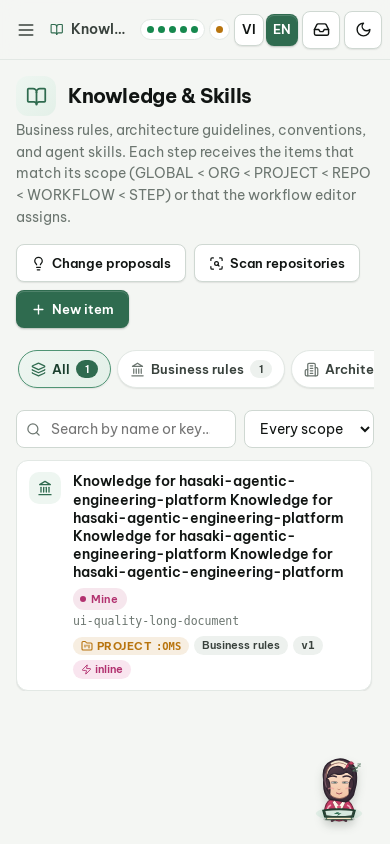 Knowl...
VI
EN
Knowledge & Skills
Business rules, architecture guidelines, conventions,
and agent skills. Each step receives the items that
match its scope (GLOBAL < ORG < PROJECT < REPO
< WORKFLOW < STEP) or that the workflow editor
assigns.
Change proposals
Scan repositories
New item
All 1
Business rules 1
Archite
Search by name or key..
Every scope
Knowledge for hasaki-agentic-
engineering-platform Knowledge for
hasaki-agentic-engineering-platform
Knowledge for hasaki-agentic-
engineering-platform Knowledge for
hasaki-agentic-engineering-platform
Mine
ui-quality-long-document
PROJECT :OMS Business rules v1
inline